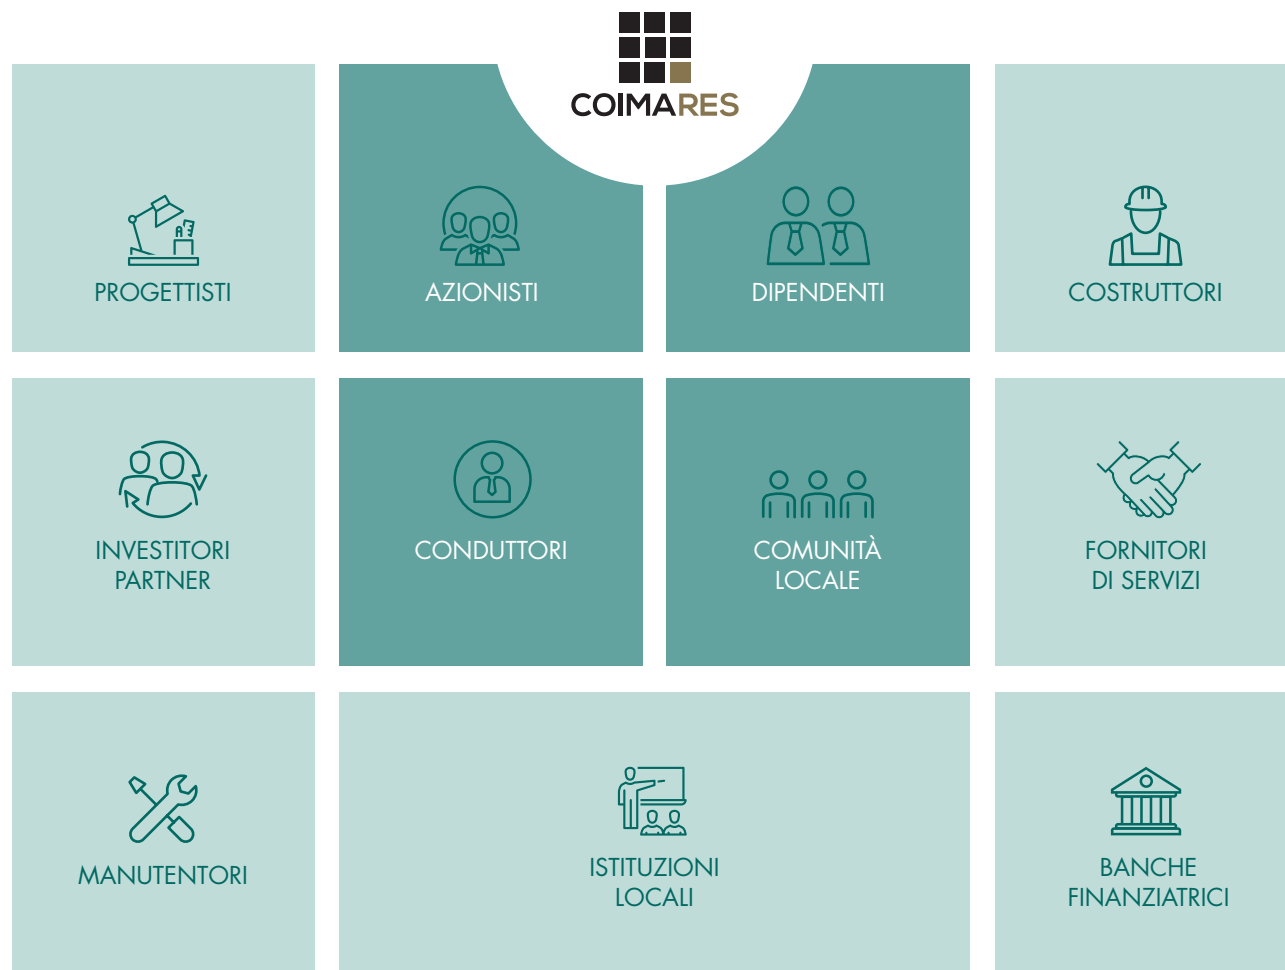 COIMARES
PROGETTISTI
AZIONISTI
DIPENDENTI
COSTRUTTORI
INVESTITORI
PARTNER
CONDUTTORI
COMUNITÀ
LOCALE
FORNITORI
DI SERVIZI
MANUTENTORI
ISTITUZIONI
LOCALI
BANCHE
FINANZIATRICI